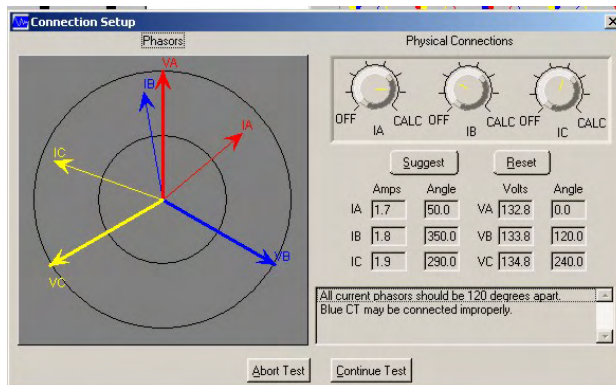 Connection Setup
Phasors
VA
IB
IA
IC
VB
VC
Physical Connections
OFF CALC OFF CALC OFF CALC
IA IB IC
Suggest Reset
Amps Angle Volts Angle
IA 1.7 50.0 VA 132.8 0.0
IB 1.8 350.0 VB 133.8 120.0
IC 1.9 290.0 VC 134.8 240.0
All current phasors should be 120 degrees apart.
Blue CT may be connected improperly.
Abort Test Continue Test